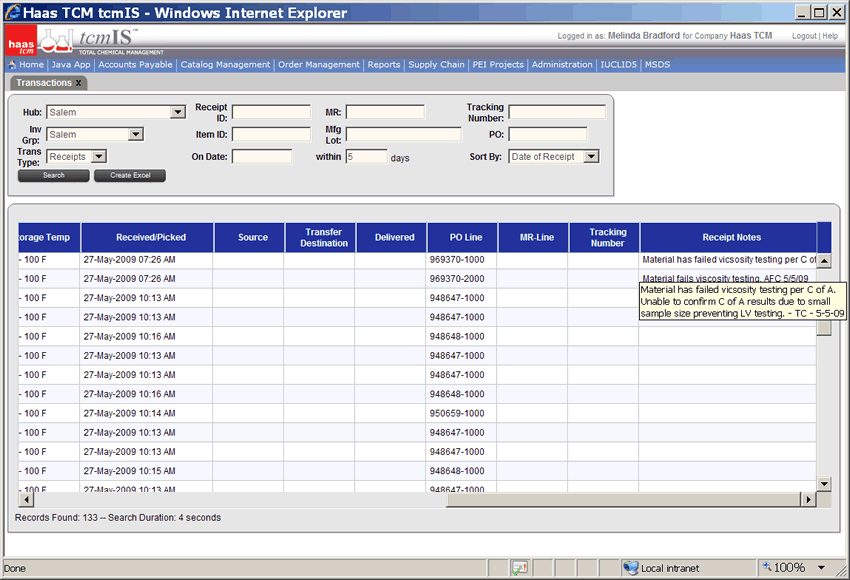 Haas TCM tcmIS - Windows Internet Explorer
haas tcm
tcmIS™
TOTAL CHEMICAL MANAGEMENT
Logged in as: Melinda Bradford for Company Haas TCM
Logout | Help
Home | Java App | Accounts Payable | Catalog Management | Order Management | Reports | Supply Chain | PEI Projects | Administration | IUCLID5 | MSDS
Transactions x
Hub: Salem Receipt ID: MR: Tracking Number:
Inv Grp: Salem Item ID: Mfg Lot: PO:
Trans Type: Receipts On Date: within 5 days Sort By: Date of Receipt
Search Create Excel
orage Temp Received/Picked Source Transfer Destination Delivered PO Line MR-Line Tracking Number Receipt Notes
- 100 F 27-May-2009 07:26 AM 969370-1000 Material has failed vicsosity testing per C of
- 100 F 27-May-2009 07:26 AM 969370-2000 Material fails viscosity testing. AFC 5/5/09
Material has failed vicsosity testing per C of A.
Unable to confirm C of A results due to small
sample size preventing LV testing. - TC - 5-5-09
- 100 F 27-May-2009 10:13 AM 948647-1000
- 100 F 27-May-2009 10:13 AM 948647-1000
- 100 F 27-May-2009 10:16 AM 948648-1000
- 100 F 27-May-2009 10:13 AM 948647-1000
- 100 F 27-May-2009 10:13 AM 948647-1000
- 100 F 27-May-2009 10:16 AM 948648-1000
- 100 F 27-May-2009 10:14 AM 950659-1000
- 100 F 27-May-2009 10:13 AM 948647-1000
- 100 F 27-May-2009 10:13 AM 948647-1000
- 100 F 27-May-2009 10:15 AM 948648-1000
- 100 F 27-May-2009 10:13 AM 948647-1000
Records Found: 133 -- Search Duration: 4 seconds
Done
Local intranet
100%